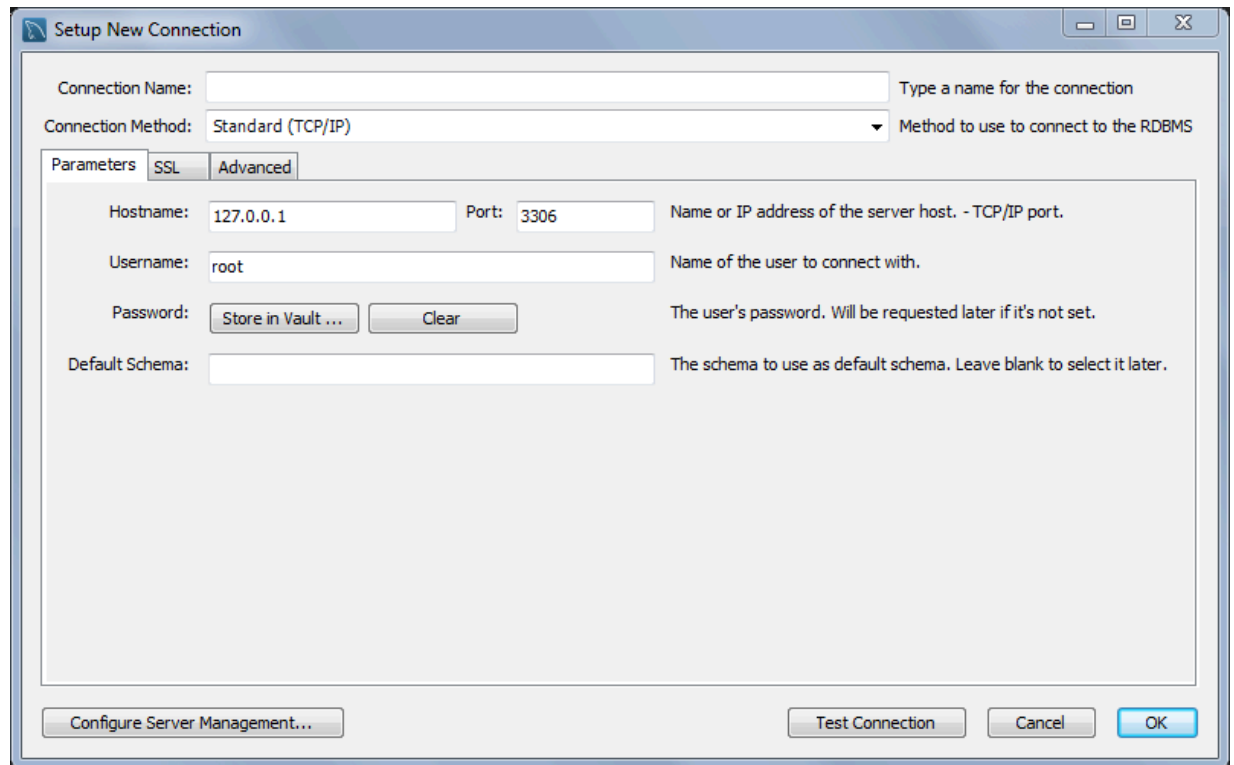 Setup New Connection
Connection Name: Type a name for the connection
Connection Method: Standard (TCP/IP) Method to use to connect to the RDBMS
Parameters SSL Advanced
Hostname: 127.0.0.1 Port: 3306 Name or IP address of the server host. - TCP/IP port.
Username: root Name of the user to connect with.
Password: Store in Vault ... Clear The user's password. Will be requested later if it's not set.
Default Schema: The schema to use as default schema. Leave blank to select it later.
Configure Server Management... Test Connection Cancel OK